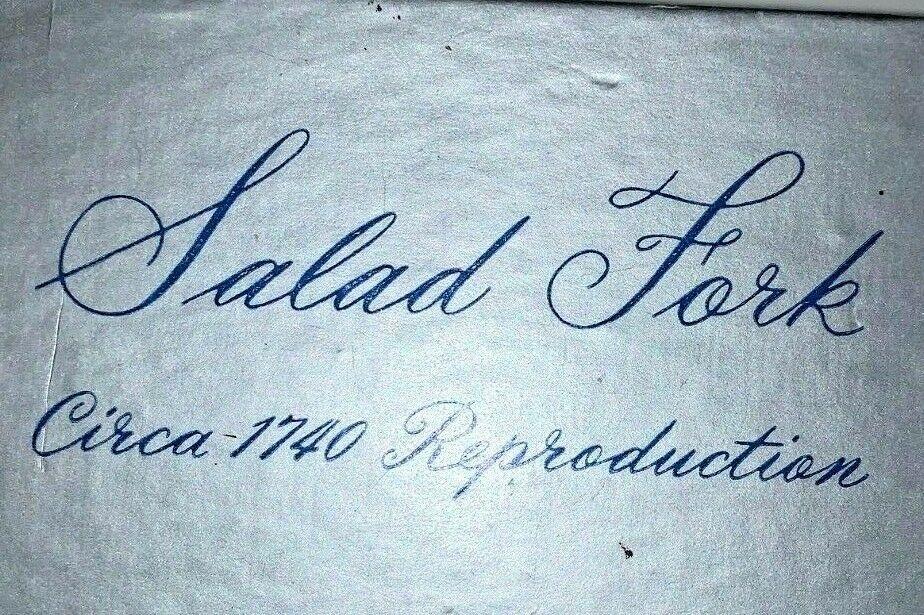 Salad Fork
Circa-1740 Reproduction